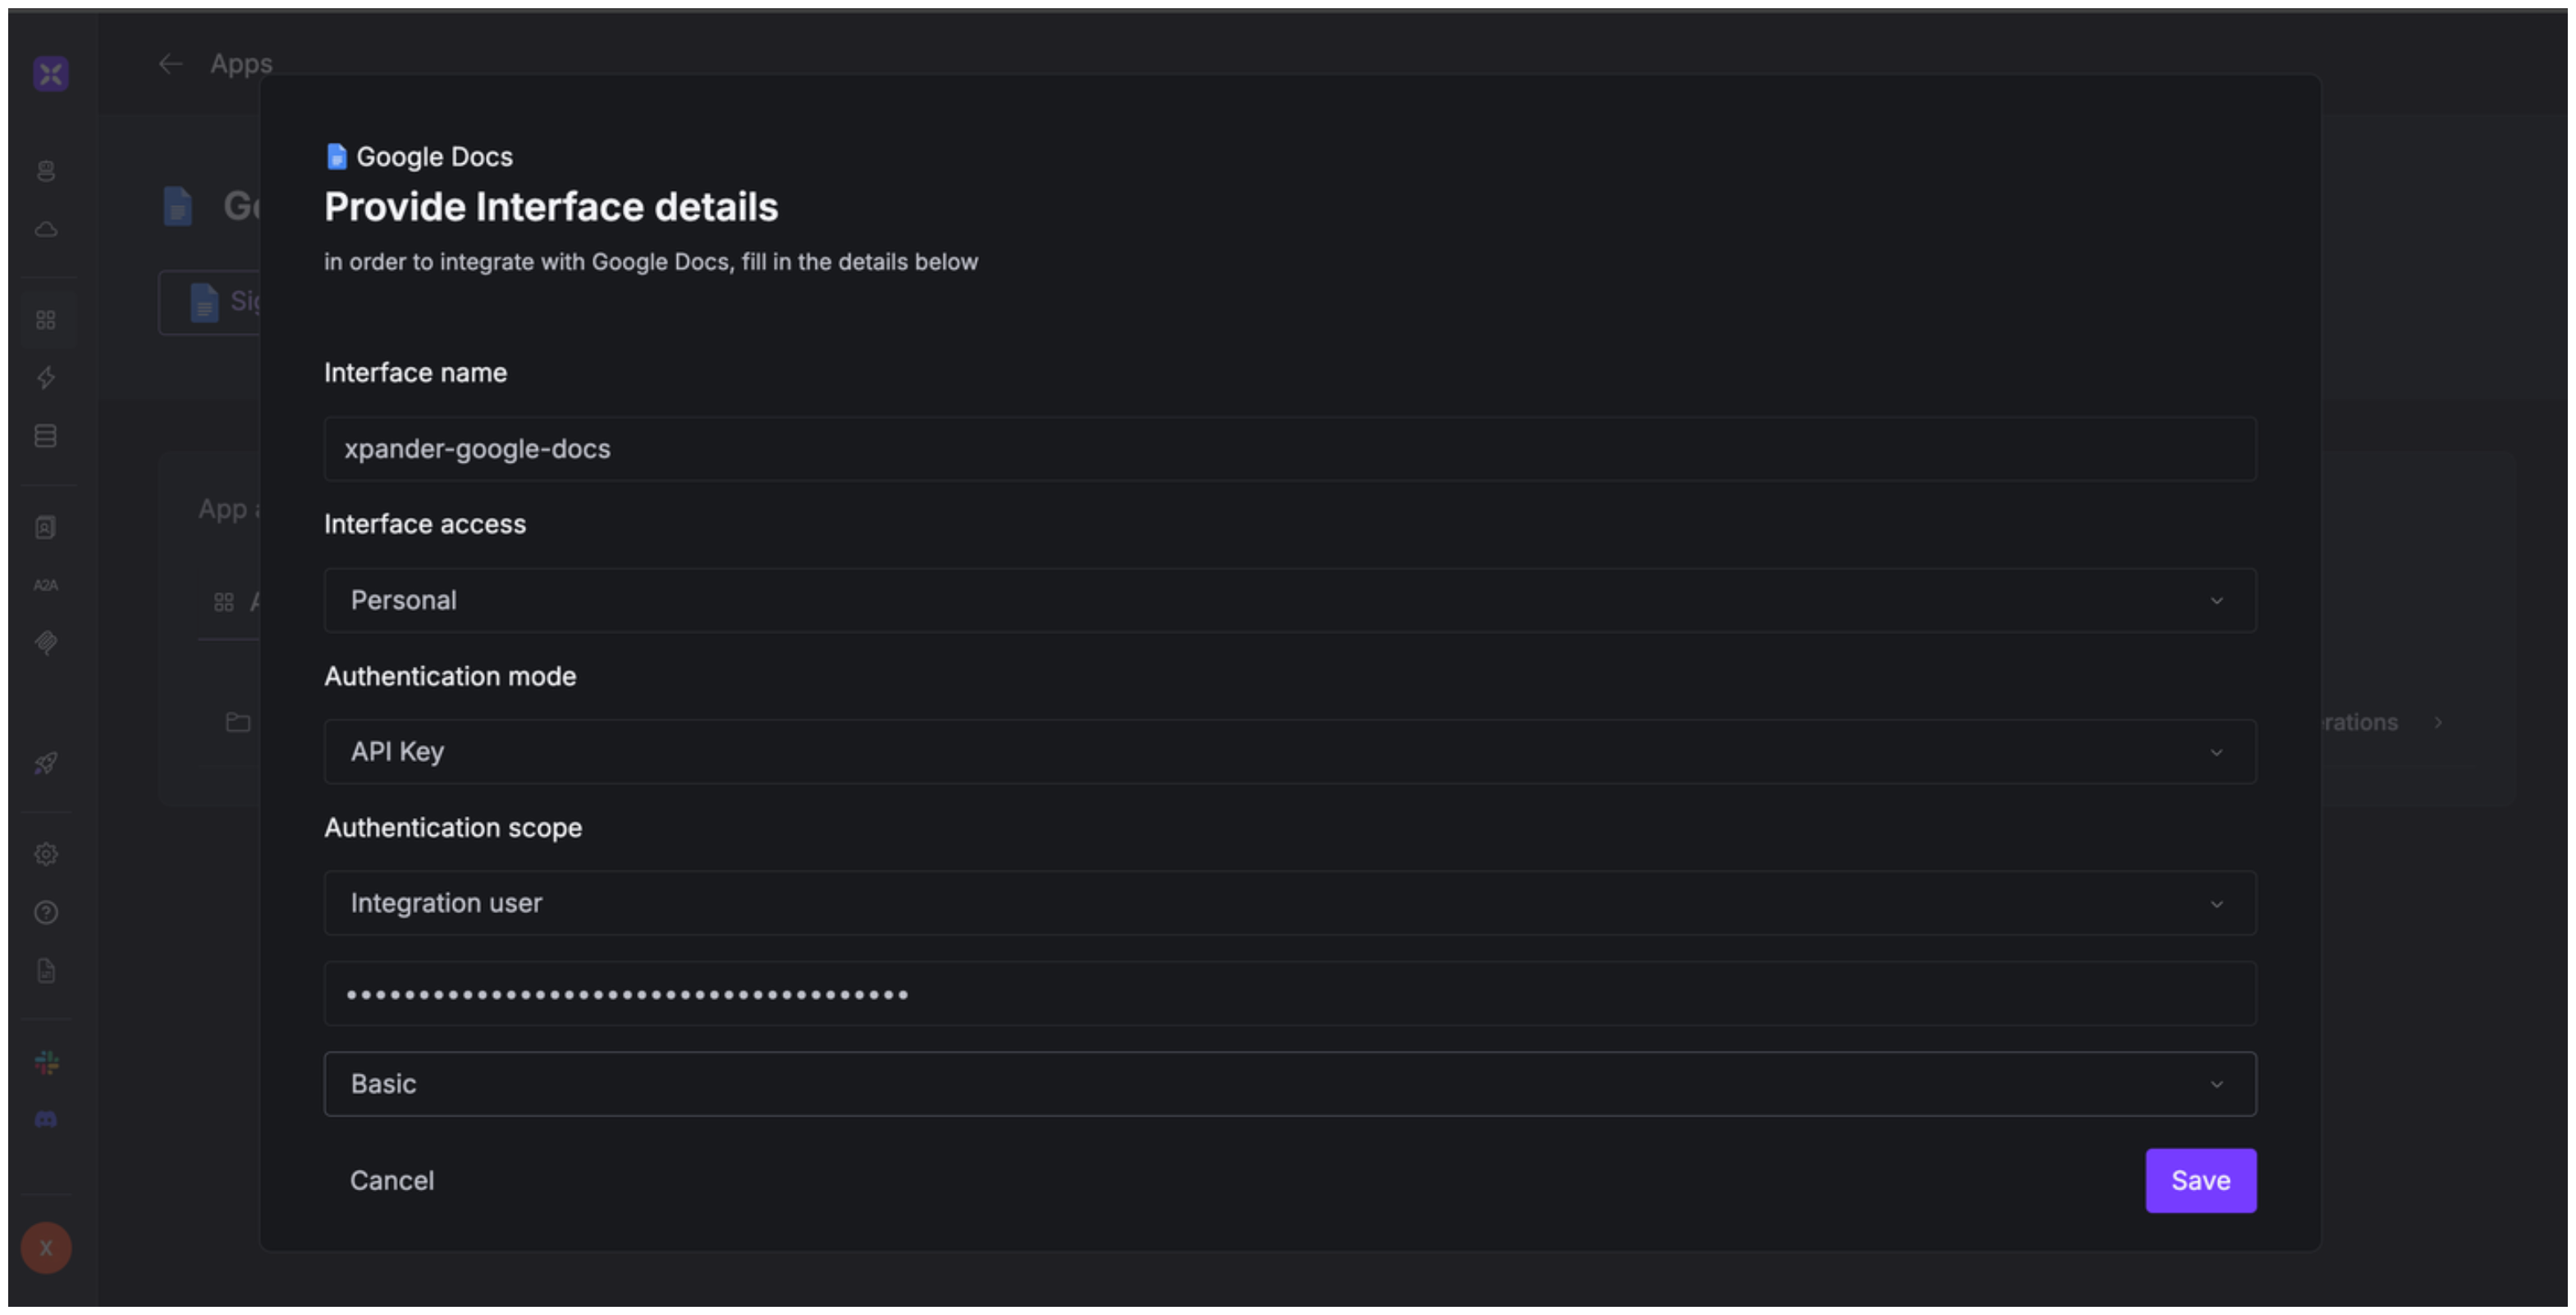 Apps
Google Docs
Provide Interface details
in order to integrate with Google Docs, fill in the details below
Interface name
xpander-google-docs
Interface access
Personal
Authentication mode
API Key
Authentication scope
Integration user
•••••••••••••••••••••••••••••••••••••••
Basic
Cancel
Save
App
A2A
X